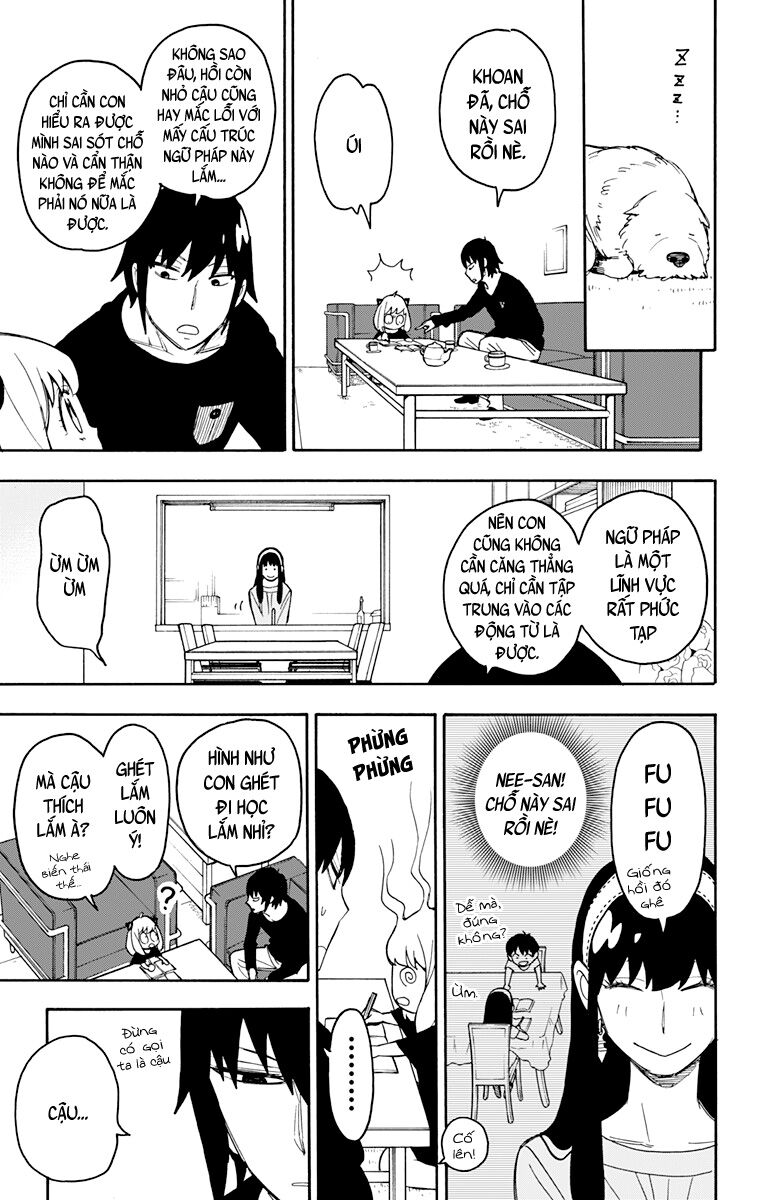 Z Z Z Z...
KHOAN
ĐÃ, CHỖ
NÀY SAI
RỒI NÈ.
ÚI
KHÔNG SAO
ĐÂU, HỒI CÒN
NHỎ CẬU CŨNG
HAY MẮC LỖI VỚI
MẤY CẤU TRÚC
NGỮ PHÁP NÀY
LẮM...
CHỈ CẦN CON
HIỂU RA ĐƯỢC
MÌNH SAI SÓT CHỖ
NÀO VÀ CẨN THẬN
KHÔNG ĐỂ MẮC
PHẢI NÓ NỮA LÀ
ĐƯỢC.
NGỮ PHÁP
LÀ MỘT
LĨNH VỰC
RẤT PHỨC
TẠP
NÊN CON
CŨNG KHÔNG
CẦN CĂNG THẲNG
QUÁ, CHỈ CẦN TẬP
TRUNG VÀO CÁC
ĐỘNG TỪ LÀ
ĐƯỢC.
ỪM ỪM
ỪM
FU
FU
FU
Giống
hồi đó
ghê
NEE-SAN!
CHỖ NÀY SAI
RỒI NÈ!
Dễ mà,
đúng
không?
Ừm.
Cố
lên!
PHỪNG
PHỪNG
........
HÌNH NHƯ
CON GHÉT
ĐI HỌC
LẮM NHỈ?
GHÉT
LẮM
LUÔN
Ý!
MÀ CẬU
THÍCH
LẮM À?
Nghe
biến thái
thế...
?
Đừng
có gọi
ta là cậu
CẬU...